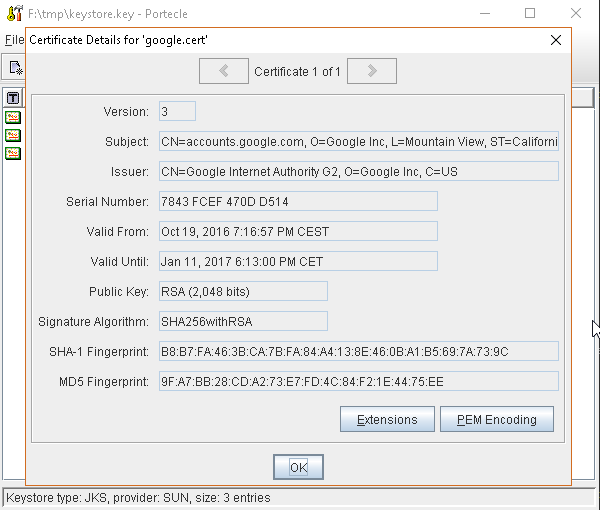 F:\tmp\keystore.key - Portecle
File
Certificate Details for 'google.cert'
Certificate 1 of 1
Version: 3
Subject: CN=accounts.google.com, O=Google Inc, L=Mountain View, ST=Californi
Issuer: CN=Google Internet Authority G2, O=Google Inc, C=US
Serial Number: 7843 FCEF 470D D514
Valid From: Oct 19, 2016 7:16:57 PM CEST
Valid Until: Jan 11, 2017 6:13:00 PM CET
Public Key: RSA (2,048 bits)
Signature Algorithm: SHA256withRSA
SHA-1 Fingerprint: B8:B7:FA:46:3B:CA:7B:FA:84:A4:13:8E:46:0B:A1:B5:69:7A:73:9C
MD5 Fingerprint: 9F:A7:BB:28:CD:A2:73:E7:FD:4C:84:F2:1E:44:75:EE
Extensions PEM Encoding
OK
Keystore type: JKS, provider: SUN, size: 3 entries